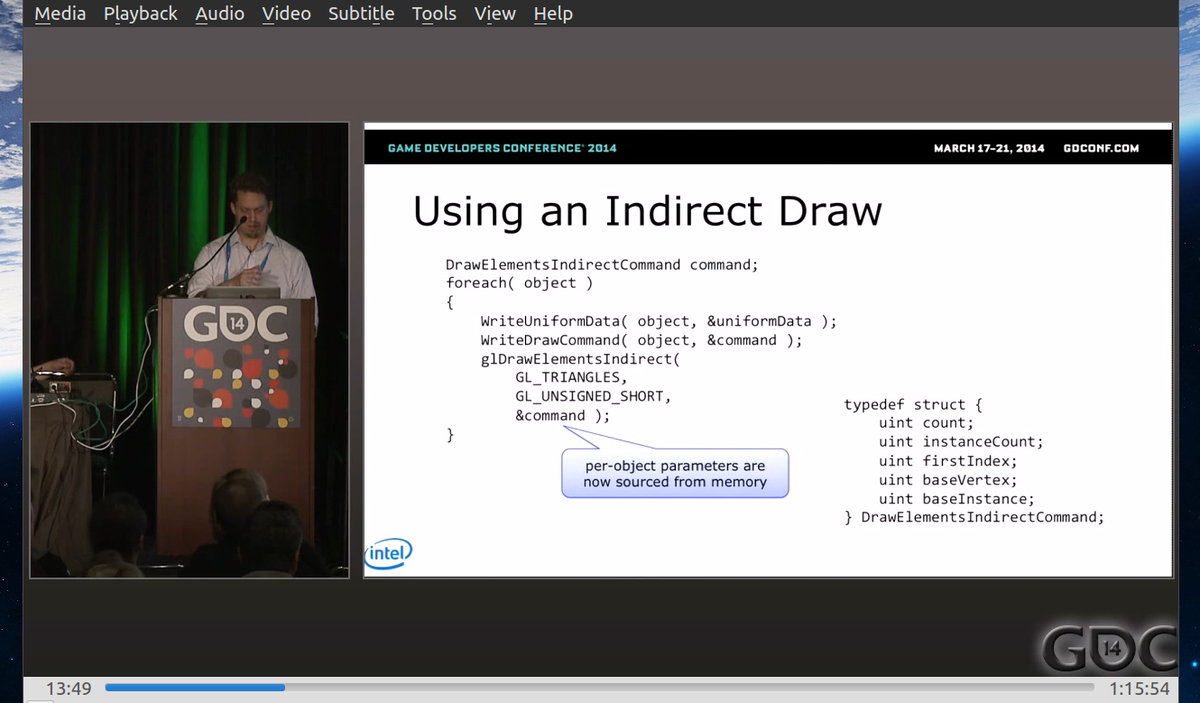 Media Playback Audio Video Subtitle Tools View Help
GAME DEVELOPERS CONFERENCE® 2014
MARCH 17-21, 2014 GDCONF.COM
Using an Indirect Draw
DrawElementsIndirectCommand command;
foreach( object )
{
WriteUniformData( object, &uniformData );
WriteDrawCommand( object, &command );
glDrawElementsIndirect(
GL_TRIANGLES,
GL_UNSIGNED_SHORT,
&command );
}
per-object parameters are
now sourced from memory
typedef struct {
uint count;
uint instanceCount;
uint firstIndex;
uint baseVertex;
uint baseInstance;
} DrawElementsIndirectCommand;
intel
GDC
14
GDC
14
13:49
1:15:54